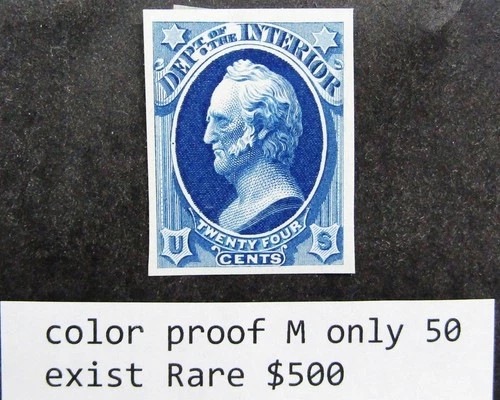 DEPT OF THE INTERIOR
TWENTY FOUR
U CENTS S
color proof M only 50
exist Rare $500